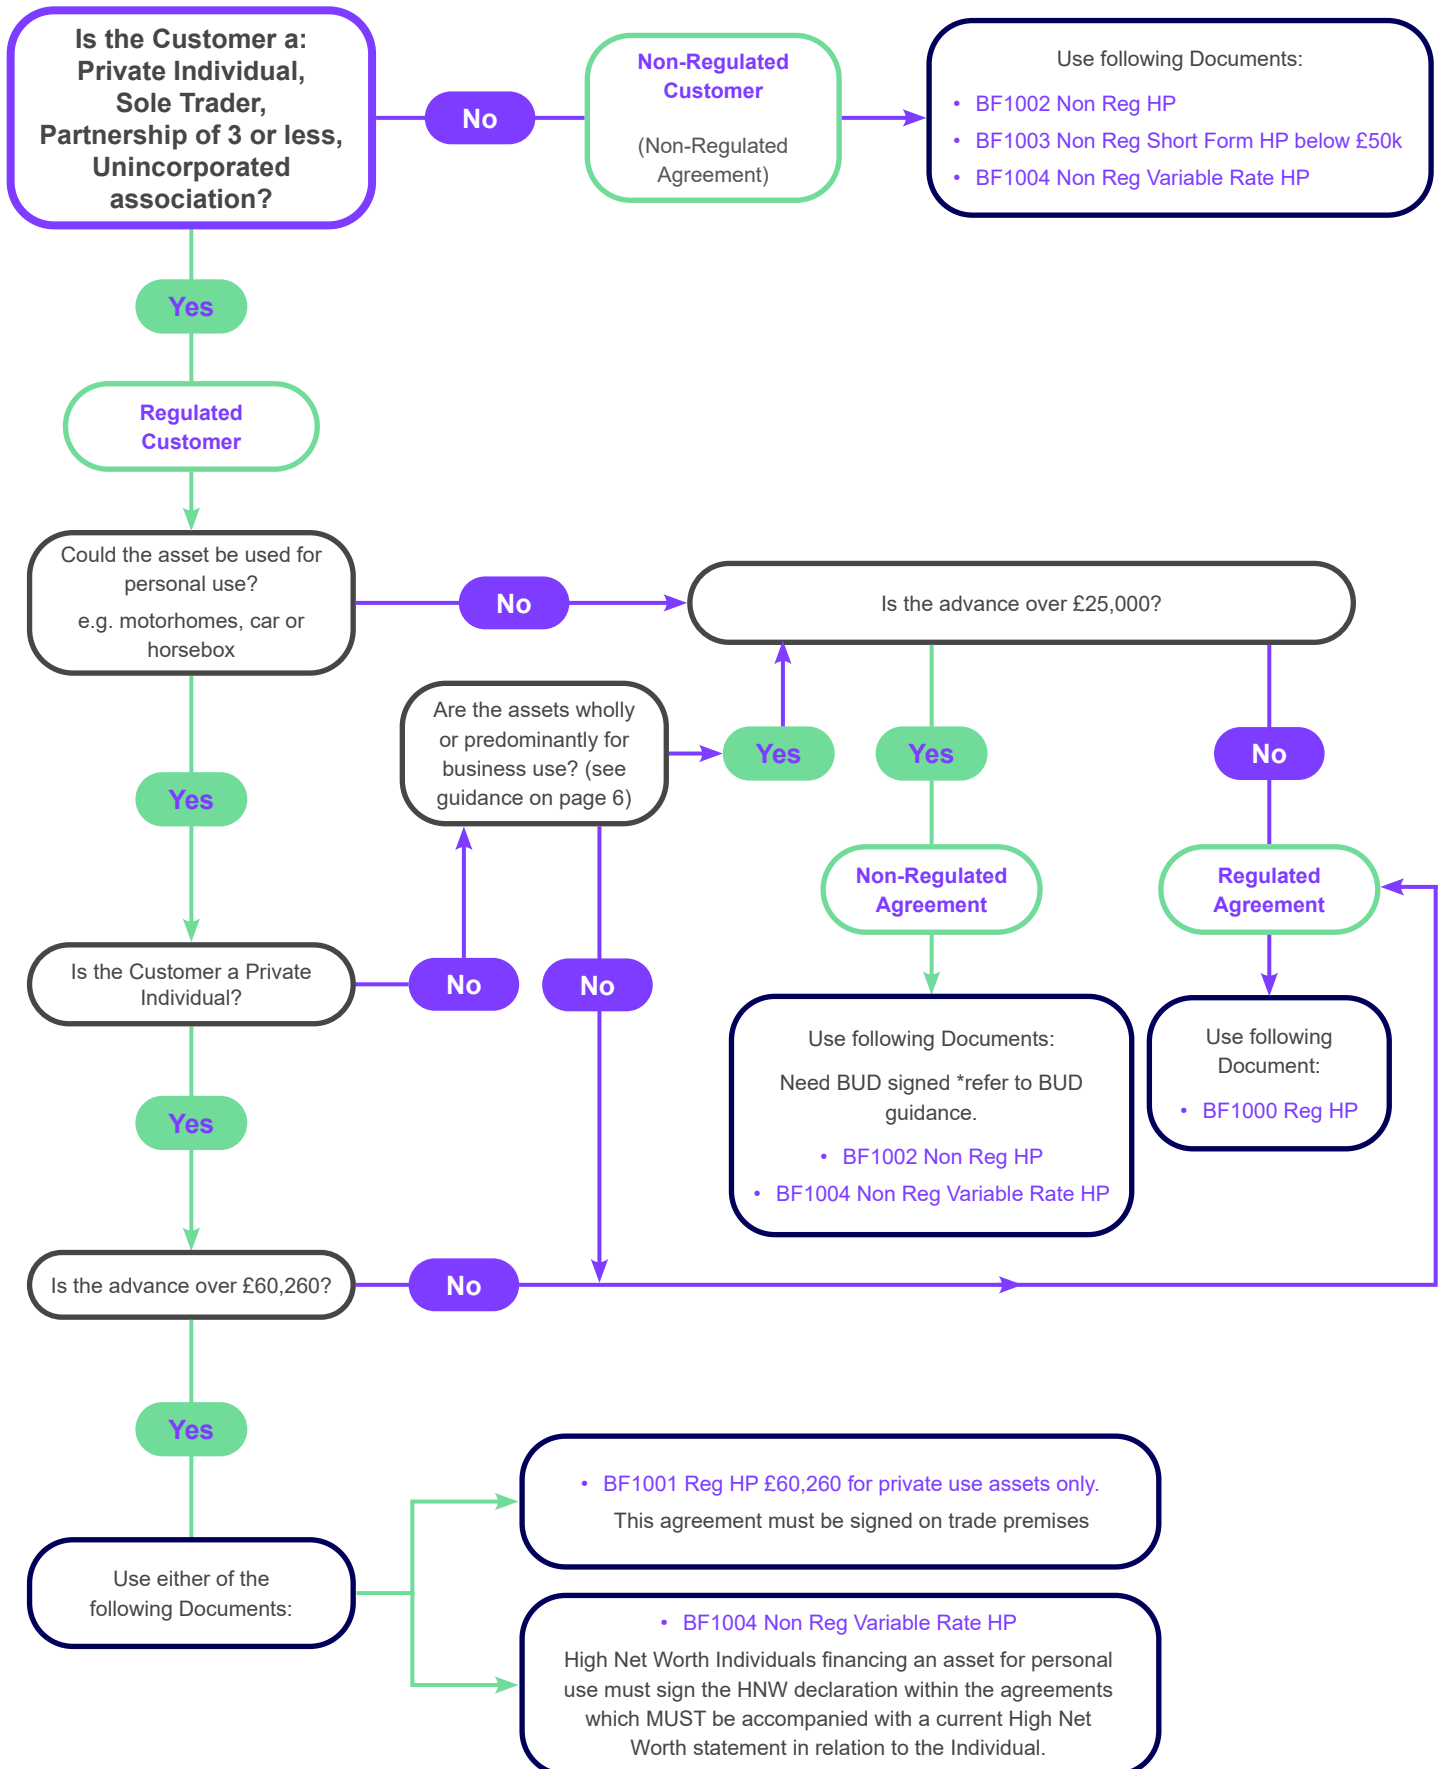 Is the Customer a:
Private Individual,
Sole Trader,
Partnership of 3 or less,
Unincorporated
association?
No
Non-Regulated
Customer
(Non-Regulated
Agreement)
Use following Documents:
• BF1002 Non Reg HP
• BF1003 Non Reg Short Form HP below £50k
• BF1004 Non Reg Variable Rate HP
Yes
Regulated
Customer
Could the asset be used for
personal use?
e.g. motorhomes, car or
horsebox
No
Is the advance over £25,000?
Are the assets wholly
or predominantly for
business use? (see
guidance on page 6)
Yes
Yes
No
Yes
Non-Regulated
Agreement
Regulated
Agreement
Is the Customer a Private
Individual?
No
No
Use following Documents:
Need BUD signed *refer to BUD
guidance.
• BF1002 Non Reg HP
• BF1004 Non Reg Variable Rate HP
Use following
Document:
• BF1000 Reg HP
Yes
Is the advance over £60,260?
No
Yes
Use either of the
following Documents:
• BF1001 Reg HP £60,260 for private use assets only.
This agreement must be signed on trade premises
• BF1004 Non Reg Variable Rate HP
High Net Worth Individuals financing an asset for personal
use must sign the HNW declaration within the agreements
which MUST be accompanied with a current High Net
Worth statement in relation to the Individual.